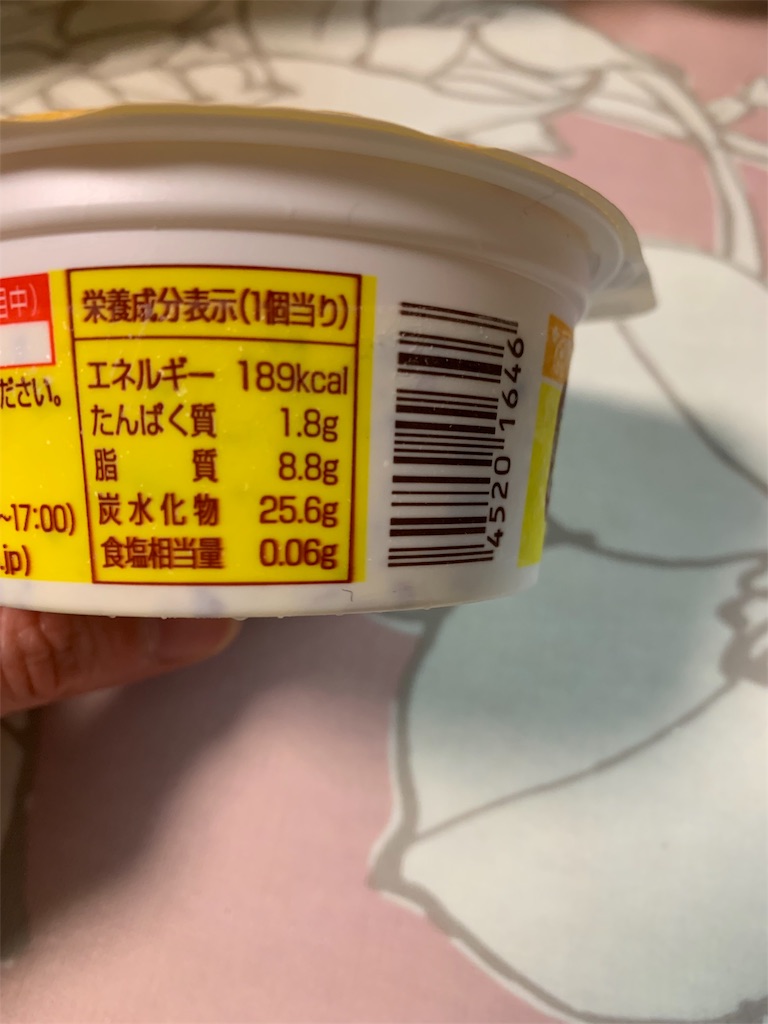 目中)
ださい。
~17:00)
.jp)
栄養成分表示(1個当り)
エネルギー 189kcal
たんぱく質 1.8g
脂質 8.8g
炭水化物 25.6g
食塩相当量 0.06g
4520 1646